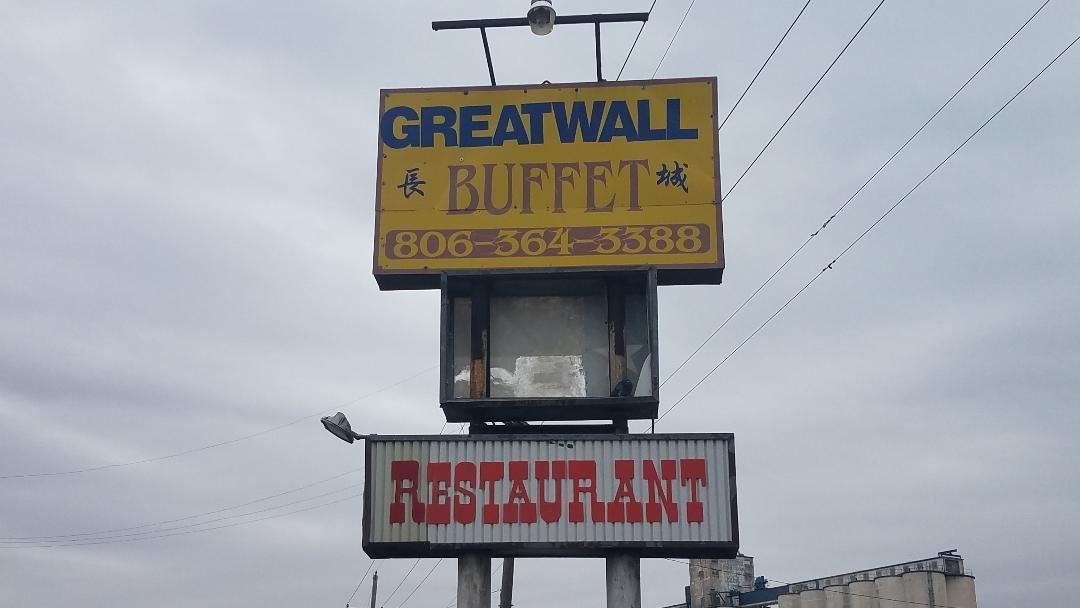 GREATWALL
長 BUFFET 城
806-364-3388
RESTAURANT